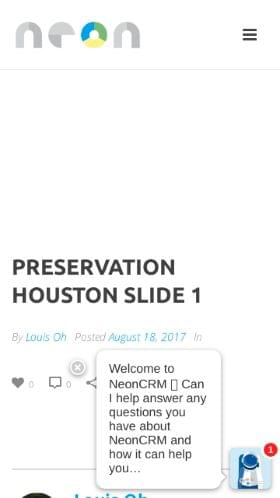 neon
PRESERVATION
HOUSTON SLIDE 1
By Louis Oh Posted August 18, 2017 In
0 0
Welcome to
NeonCRM ▯ Can
I help answer any
questions you
have about
NeonCRM and
how it can help
you...
1
Louis Oh